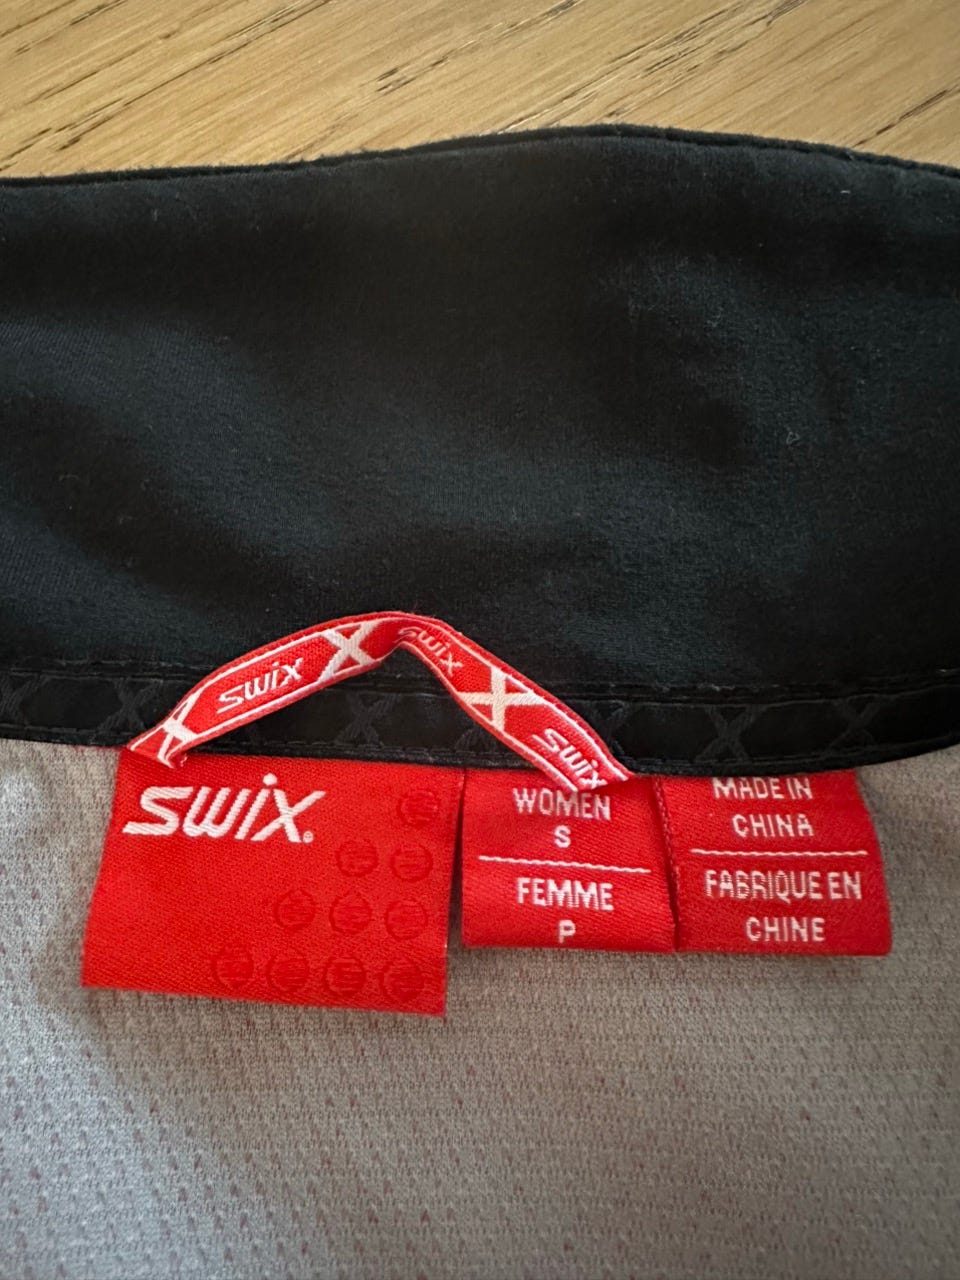 swix
swix
swix
swix.
WOMEN
S
FEMME
P
MADE IN
CHINA
FABRIQUE EN
CHINE